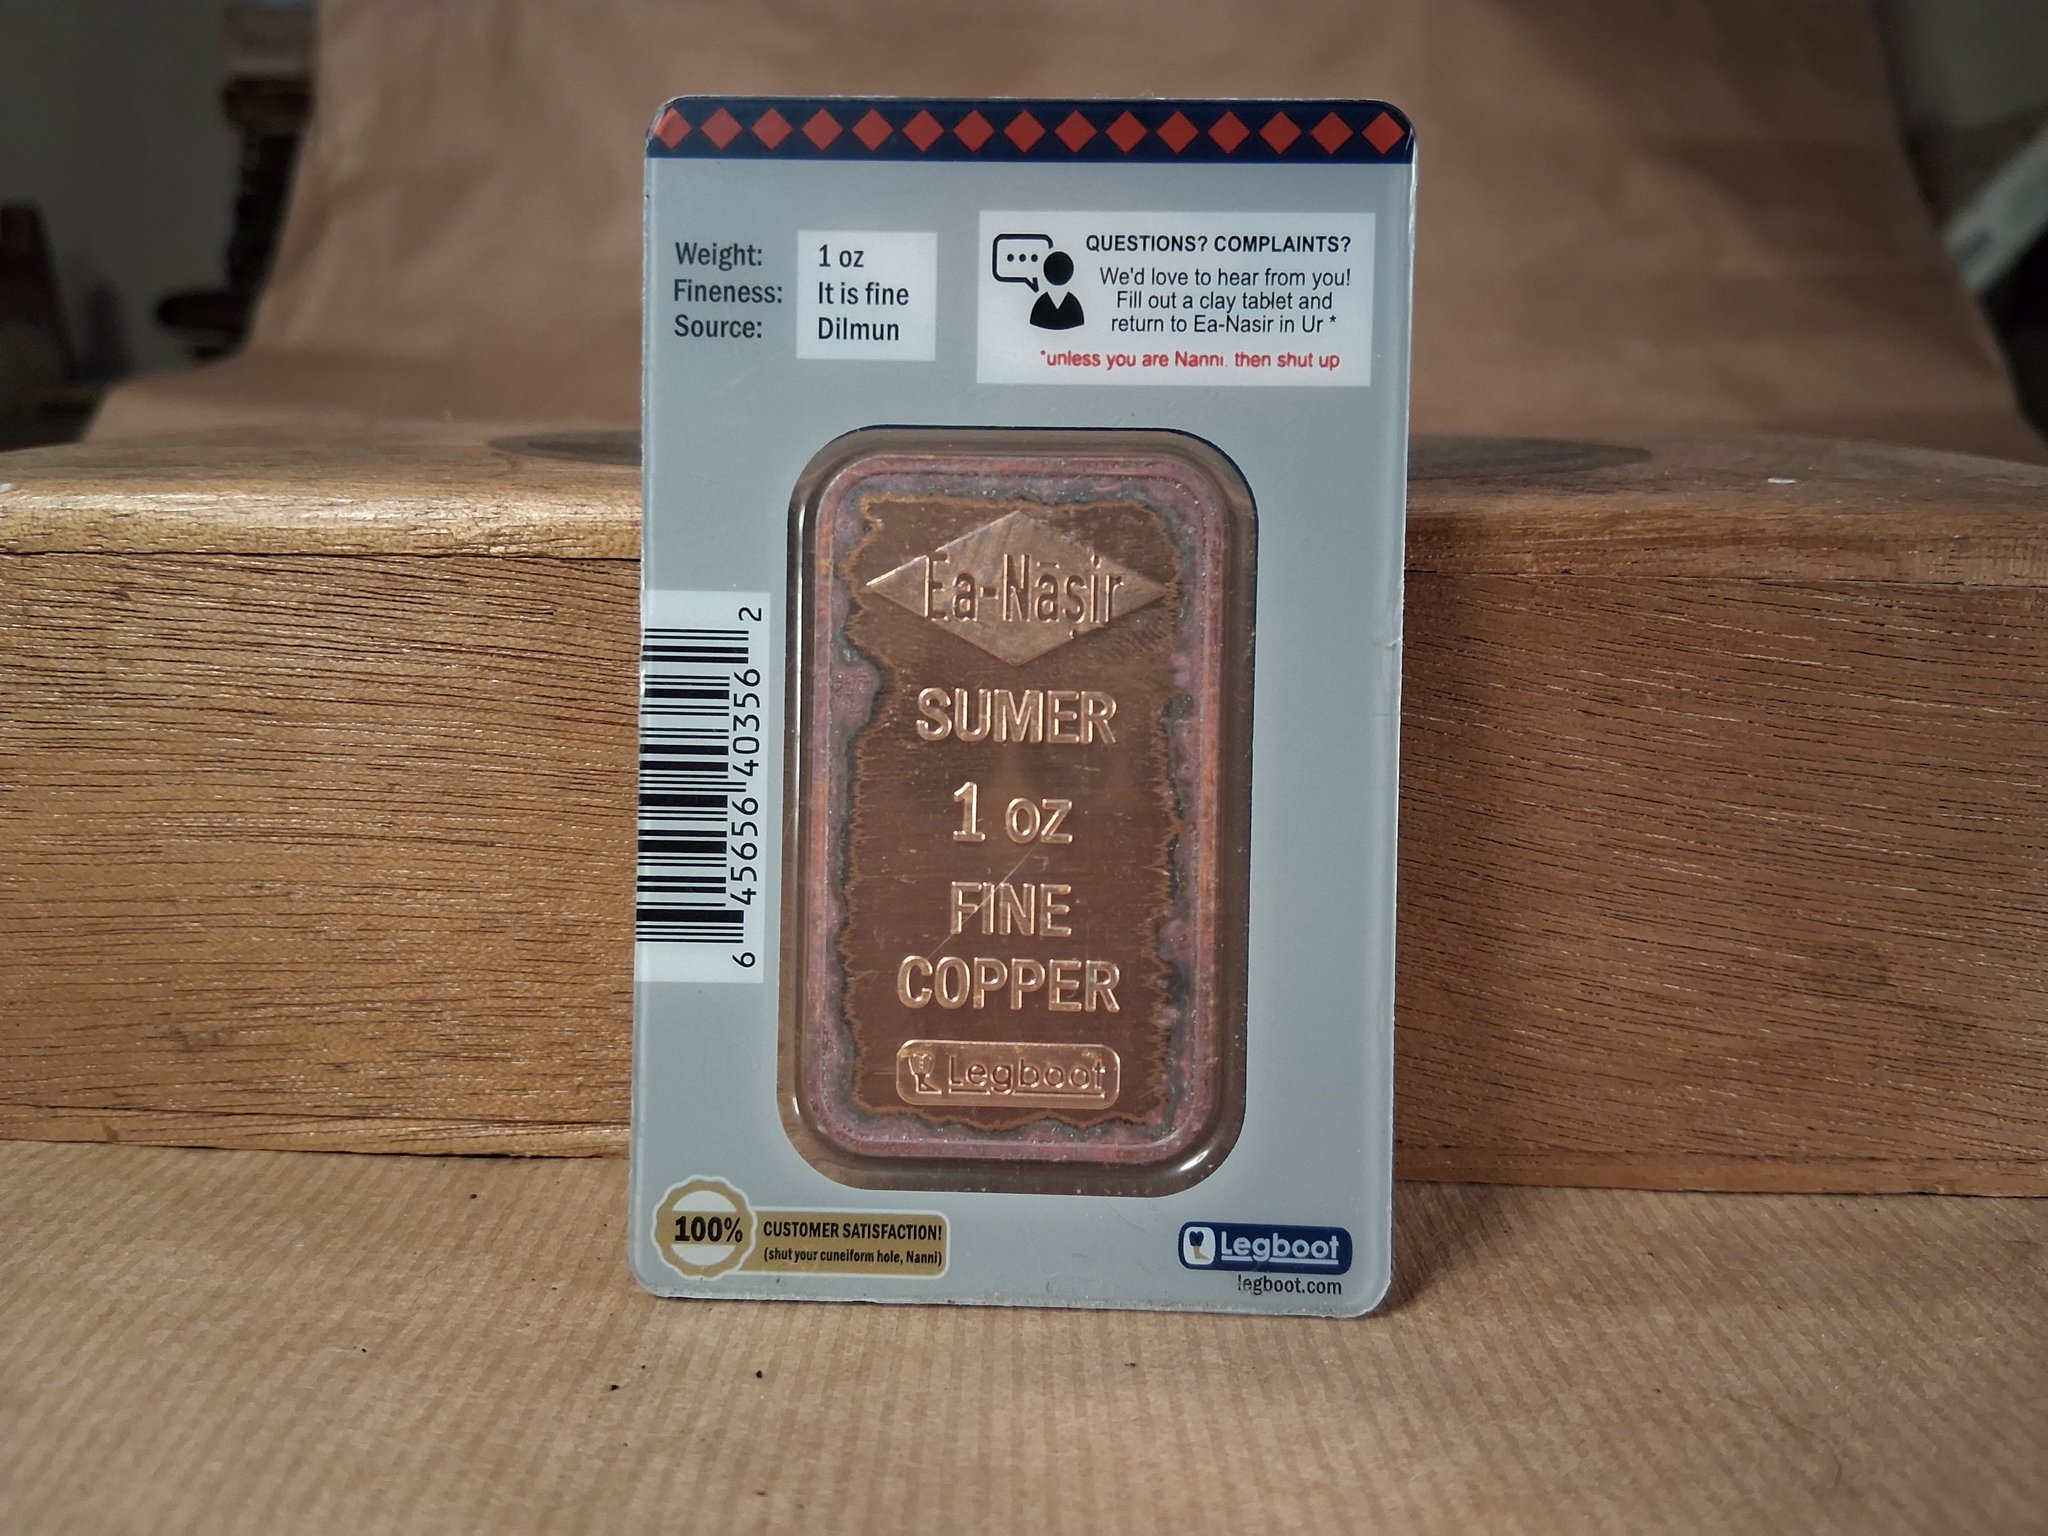 Weight: 1 oz
Fineness: It is fine
Source: Dilmun
QUESTIONS? COMPLAINTS?
We'd love to hear from you!
Fill out a clay tablet and
return to Ea-Nasir in Ur *
*unless you are Nanni, then shut up
Ea-Nāṣir
SUMER
1 oz
FINE
COPPER
Legboot
6 45656 40356 2
100% CUSTOMER SATISFACTION!
(shut your cuneiform hole, Nanni)
Legboot
legboot.com